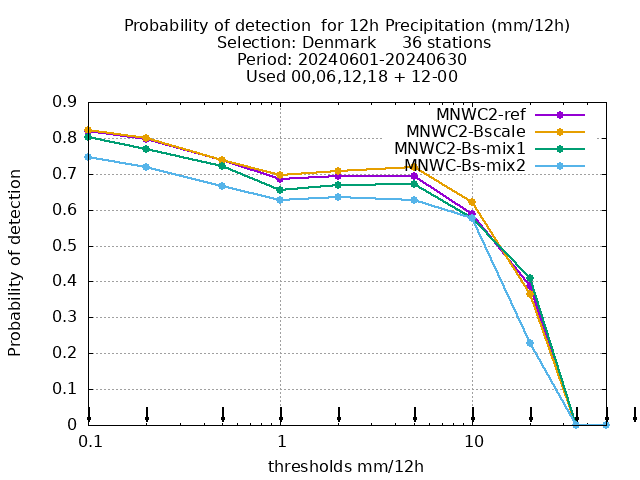 Probability of detection  for 12h Precipitation (mm/12h)
Selection: Denmark     36 stations
Period: 20240601-20240630
Used 00,06,12,18 + 12-00
MNWC2-ref
MNWC2-Bscale
MNWC2-Bs-mix1
MNWC-Bs-mix2
Probability of detection
0.9
0.8
0.7
0.6
0.5
0.4
0.3
0.2
0.1
0
0.1
1
10
thresholds mm/12h